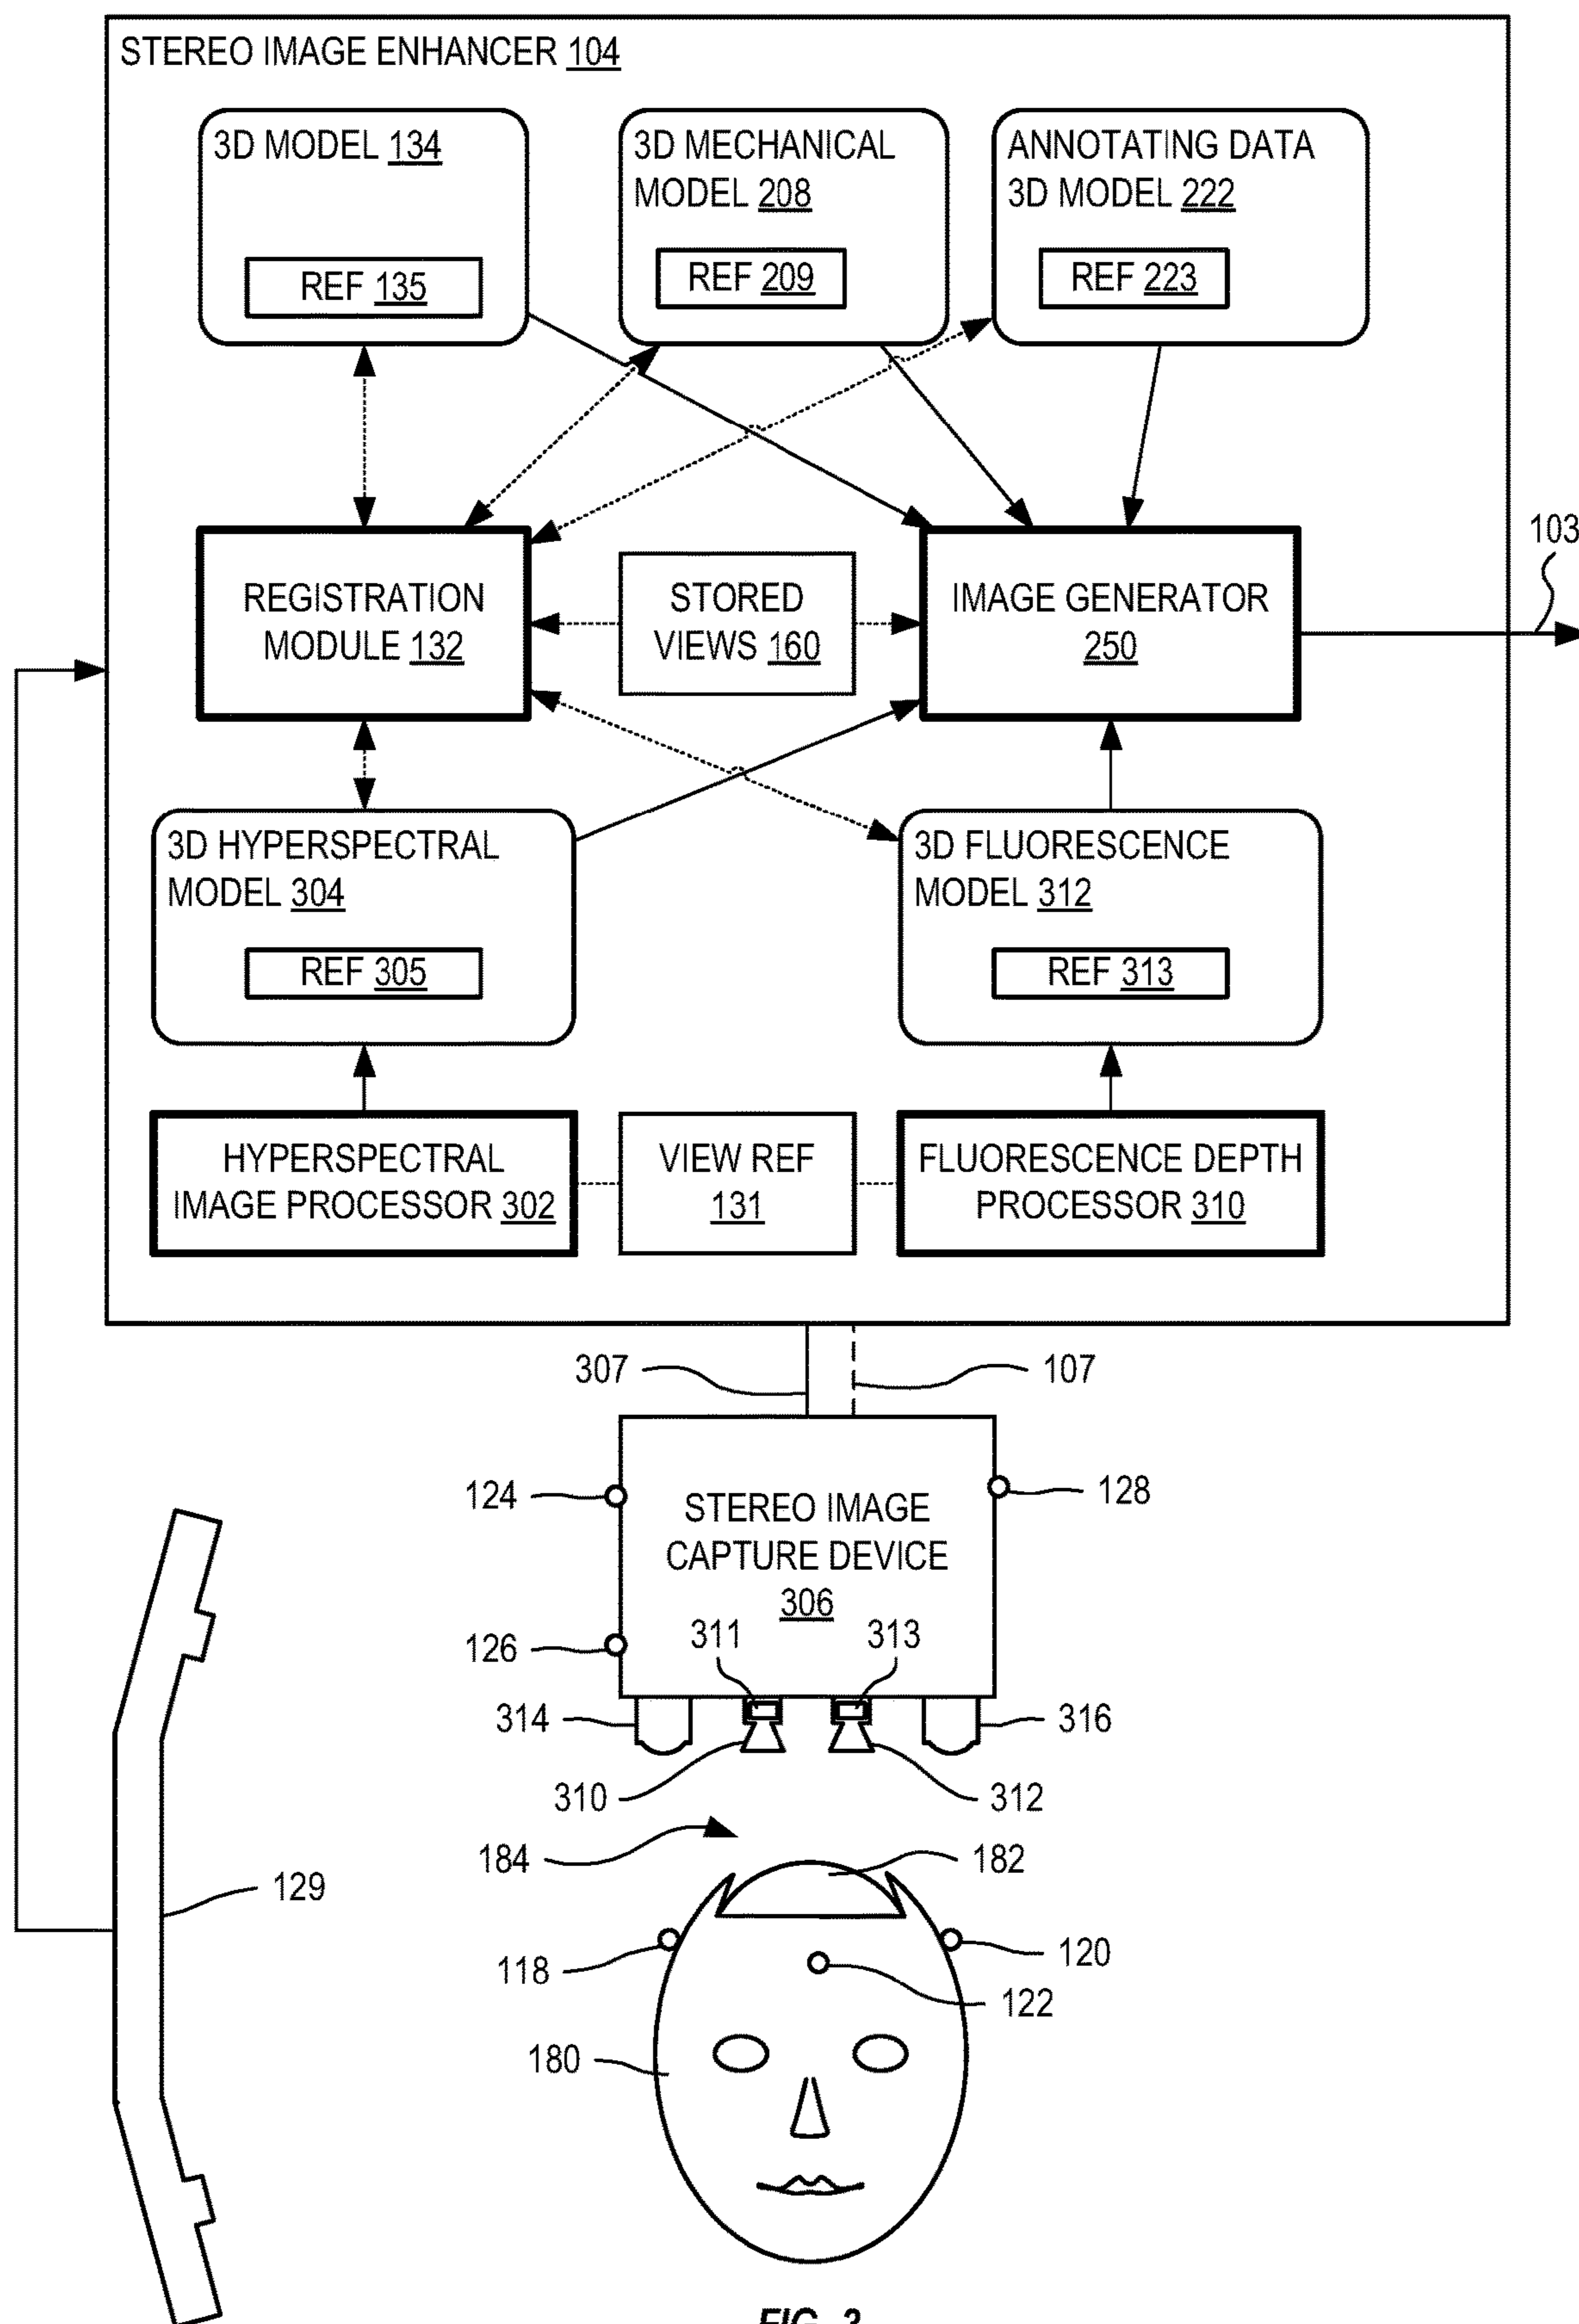 STEREO IMAGE ENHANCER 104
3D MODEL 134
REF 135
3D MECHANICAL
MODEL 208
REF 209
ANNOTATING DATA
3D MODEL 222
REF 223
103
REGISTRATION
MODULE 132
STORED
VIEWS 160
IMAGE GENERATOR
250
3D HYPERSPECTRAL
MODEL 304
REF 305
3D FLUORESCENCE
MODEL 312
REF 313
HYPERSPECTRAL
IMAGE PROCESSOR 302
VIEW REF
131
FLUORESCENCE DEPTH
PROCESSOR 310
307
107
124
128
STEREO IMAGE
CAPTURE DEVICE
306
126
311
313
314
316
310
312
184
182
129
118
120
122
180
FIG. 3